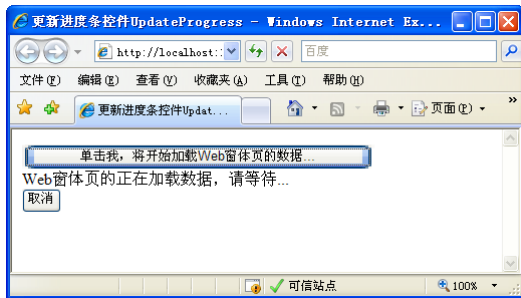 更新进度条控件UpdateProgress - Windows Internet Ex...
http://localhost:
百度
文件(F) 编辑(E) 查看(V) 收藏夹(A) 工具(T) 帮助(H)
更新进度条控件Updat... 页面(P) »
单击我，将开始加载Web窗体页的数据...
Web窗体页的正在加载数据，请等待...
取消
可信站点 100%